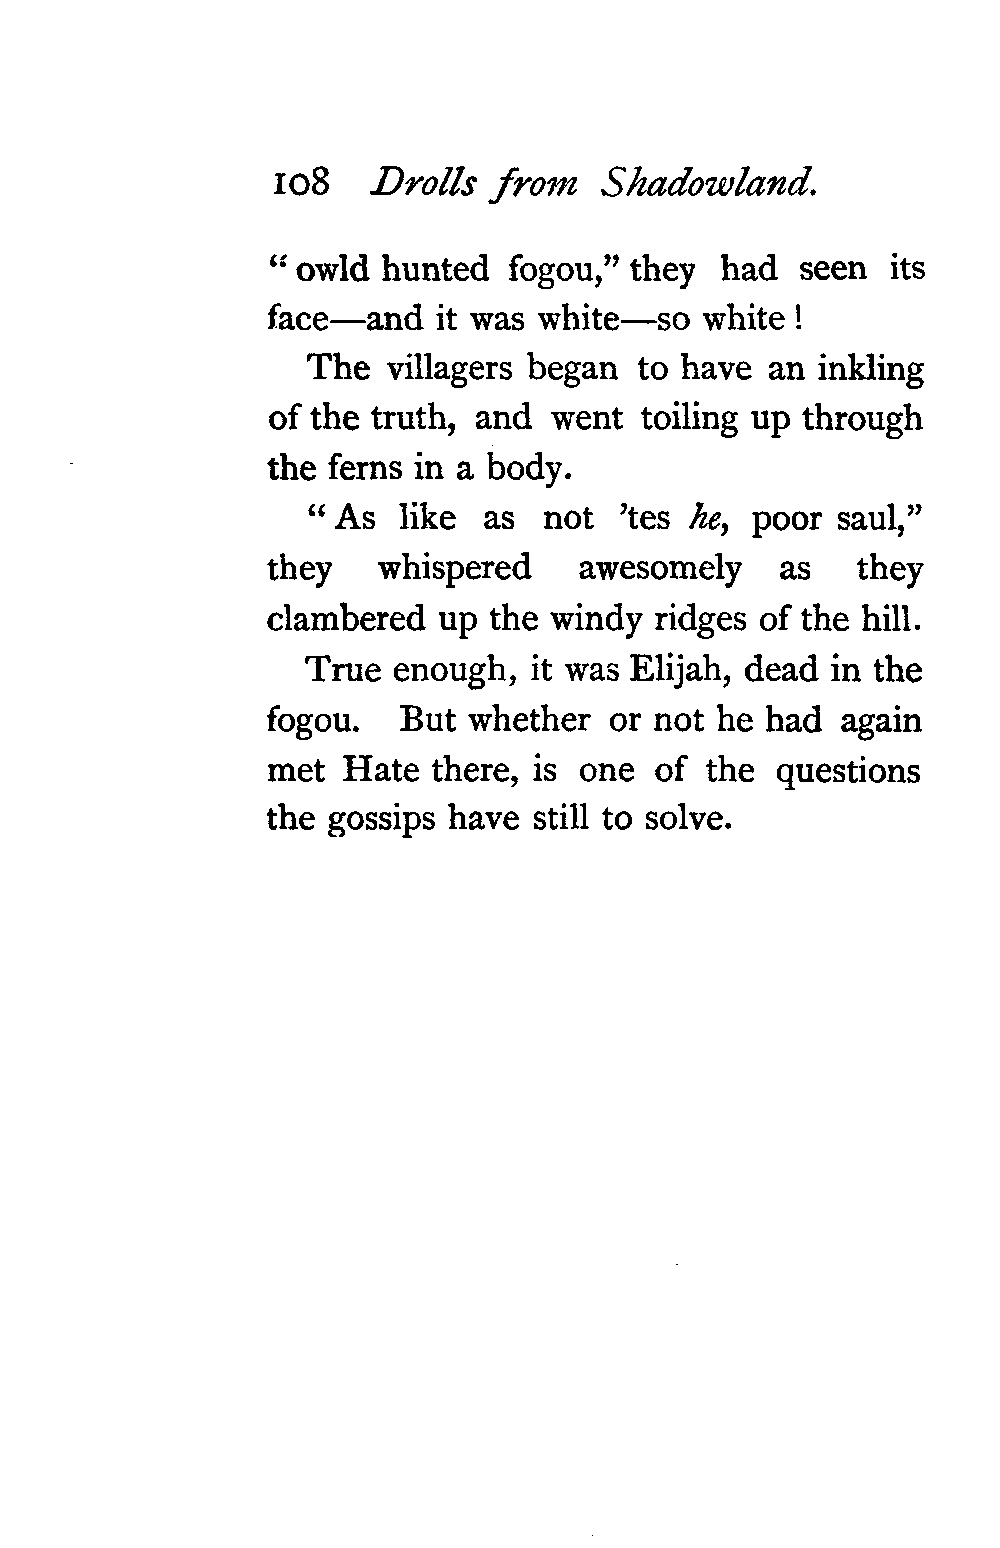 108 Drolls from Shadowland.
“ owld hunted fogou,” they had seen its
face—and it was white—so white !
The villagers began to have an inkling
of the truth, and went toiling up through
the ferns in a body.
“ As like as not ’tes he, poor saul,”
they whispered awesomely as they
clambered up the windy ridges of the hill.
True enough, it was Elijah, dead in the
fogou. But whether or not he had again
met Hate there, is one of the questions
the gossips have still to solve.